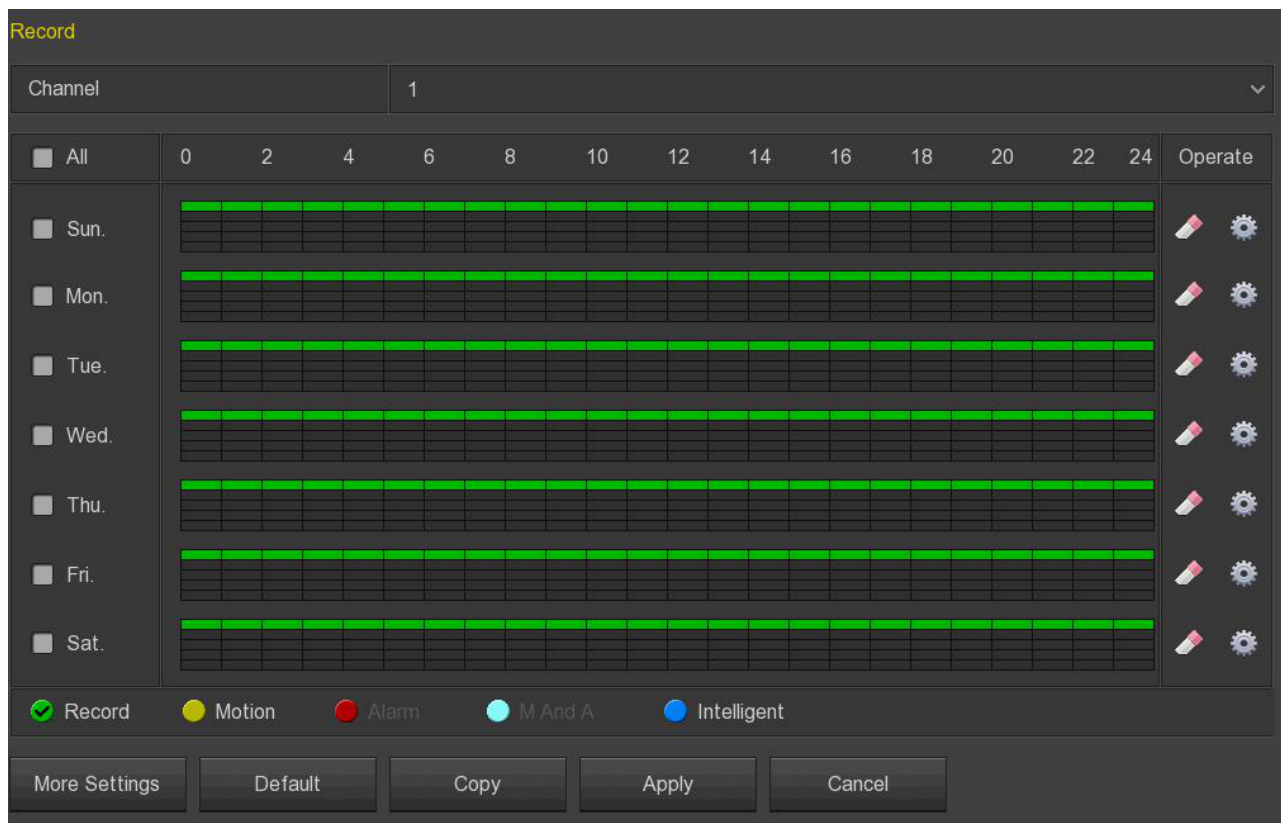 Record
Channel 1
All 0 2 4 6 8 10 12 14 16 18 20 22 24 Operate
Sun.
Mon.
Tue.
Wed.
Thu.
Fri.
Sat.
Record Motion Alarm M And A Intelligent
More Settings Default Copy Apply Cancel